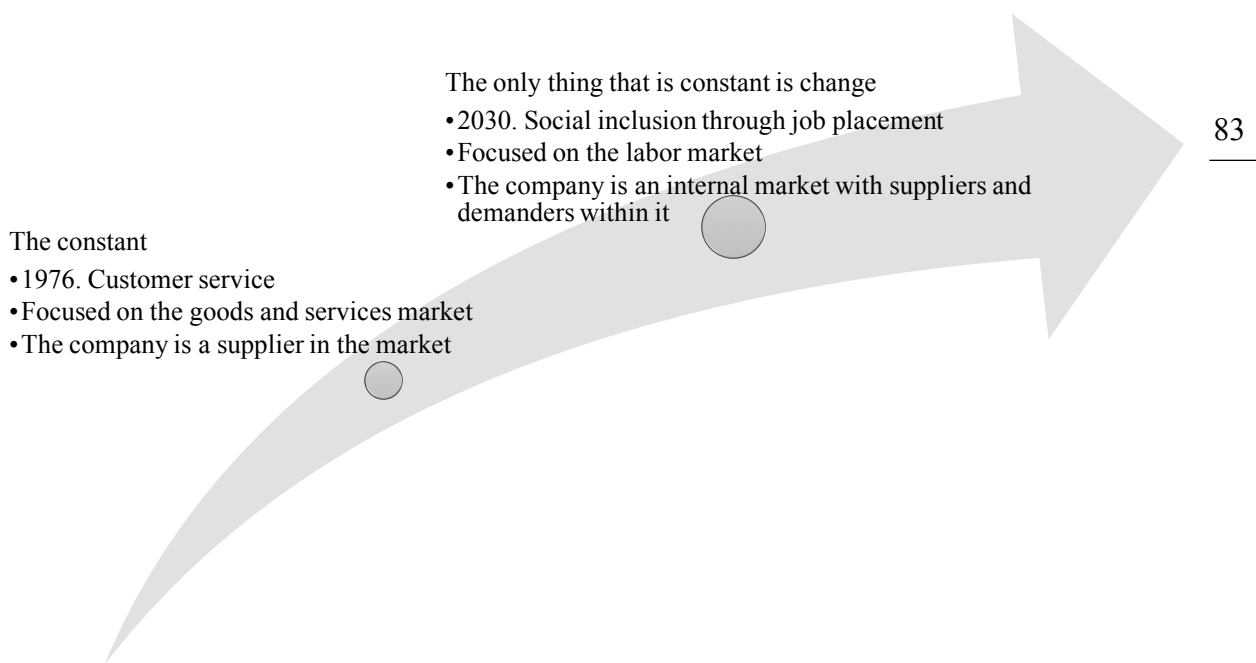 The only thing that is constant is change
•2030. Social inclusion through job placement
•Focused on the labor market
•The company is an internal market with suppliers and
demanders within it
83
The constant
•1976. Customer service
•Focused on the goods and services market
•The company is a supplier in the market